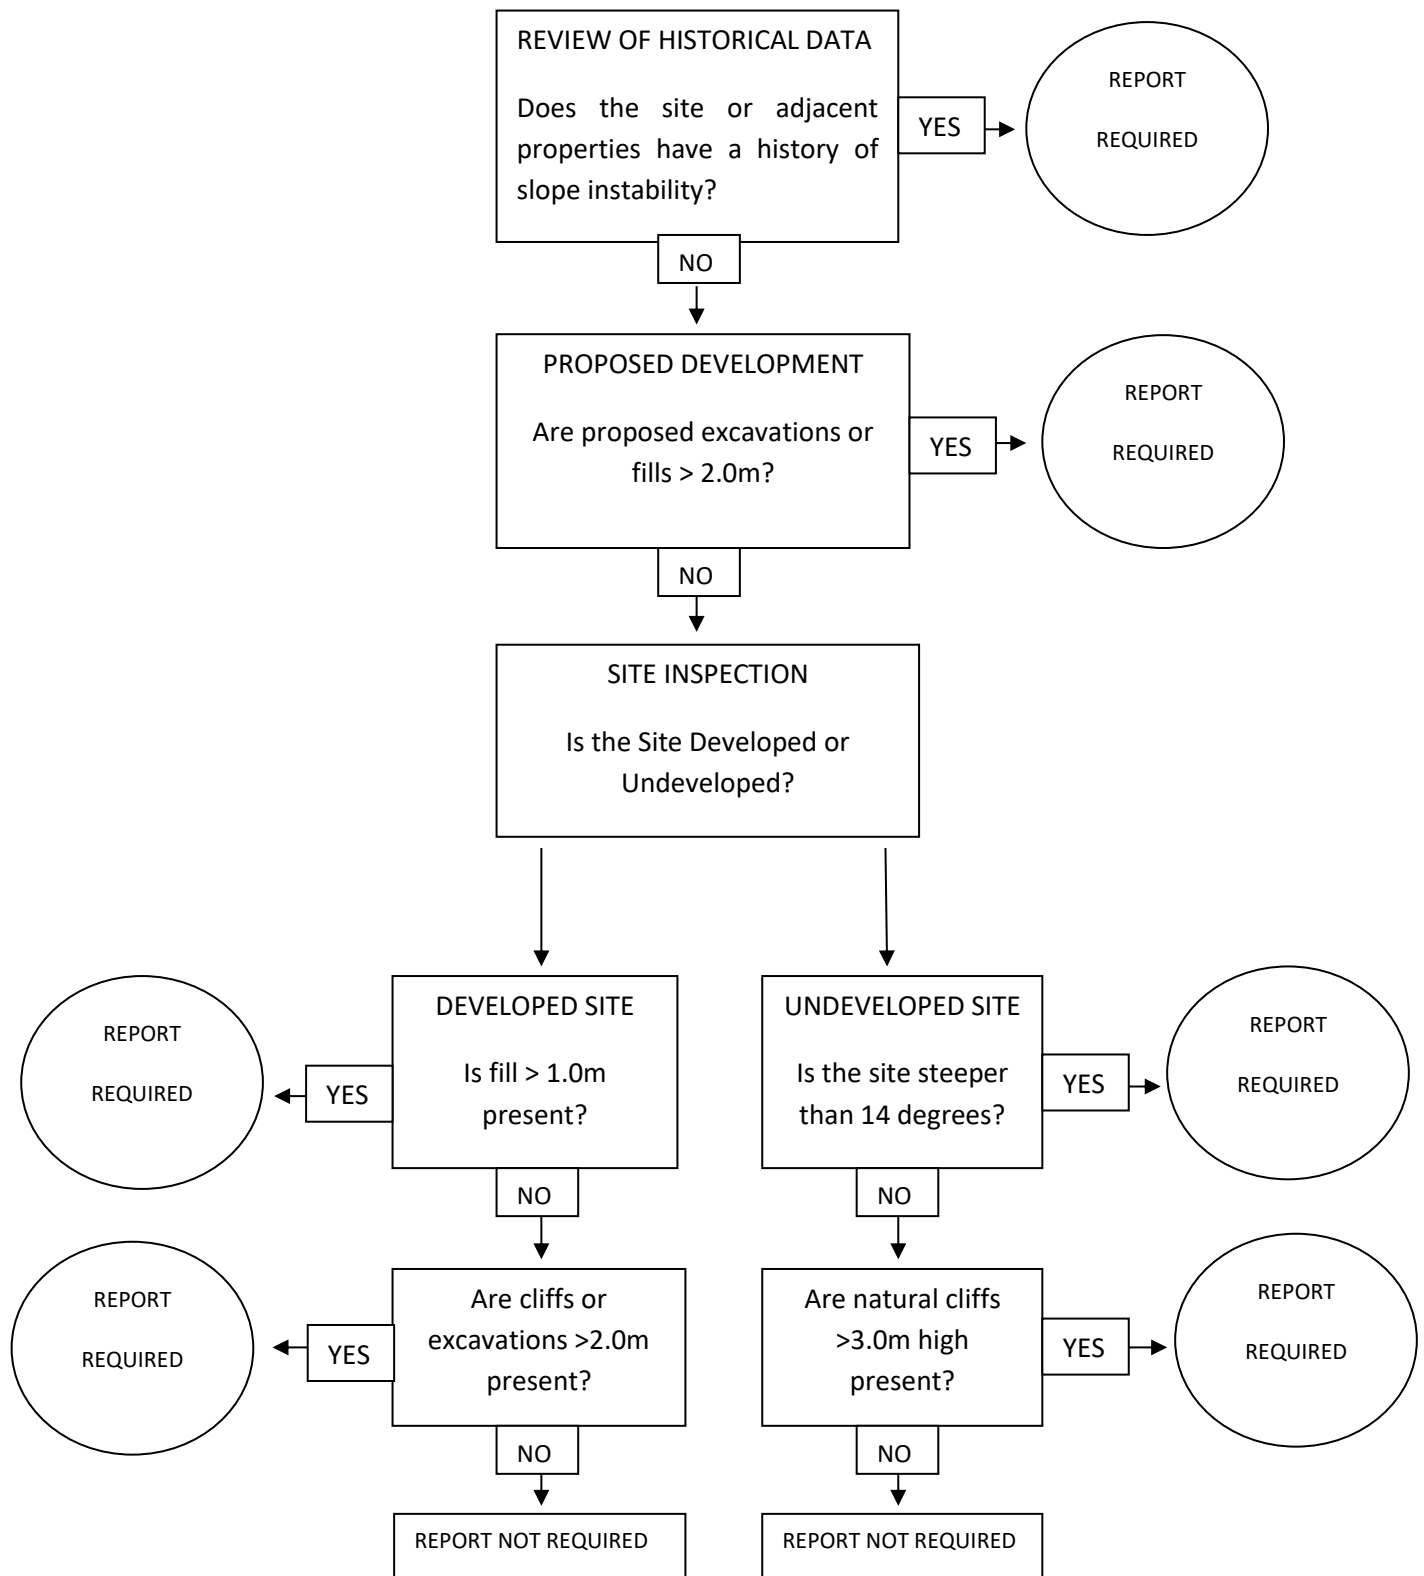 REVIEW OF HISTORICAL DATA
Does the site or adjacent
properties have a history of
slope instability?
YES
REPORT
REQUIRED
NO
PROPOSED DEVELOPMENT
Are proposed excavations or
fills > 2.0m?
YES
REPORT
REQUIRED
NO
SITE INSPECTION
Is the Site Developed or
Undeveloped?
DEVELOPED SITE
Is fill > 1.0m
present?
YES
REPORT
REQUIRED
NO
Are cliffs or
excavations >2.0m
present?
YES
REPORT
REQUIRED
NO
REPORT NOT REQUIRED
UNDEVELOPED SITE
Is the site steeper
than 14 degrees?
YES
REPORT
REQUIRED
NO
Are natural cliffs
>3.0m high
present?
YES
REPORT
REQUIRED
NO
REPORT NOT REQUIRED